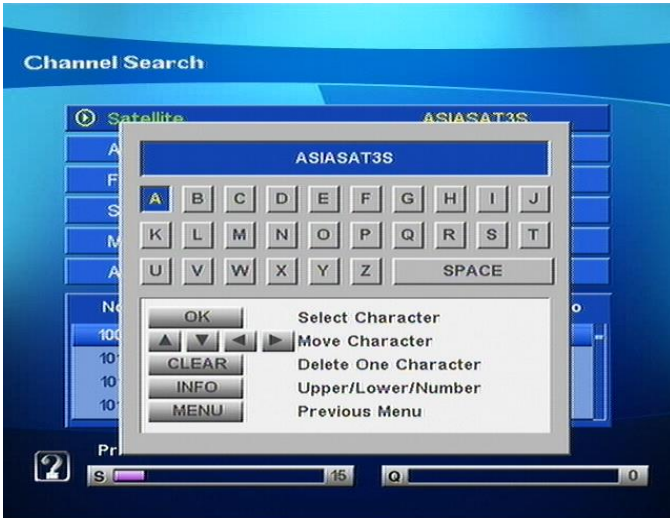 Channel Search
Satellite ASIASAT3S
ASIASAT3S
A B C D E F G H I J
K L M N O P Q R S T
U V W X Y Z SPACE
OK Select Character
▲ ▼ ◄ ► Move Character
CLEAR Delete One Character
INFO Upper/Lower/Number
MENU Previous Menu
S 15 Q 0